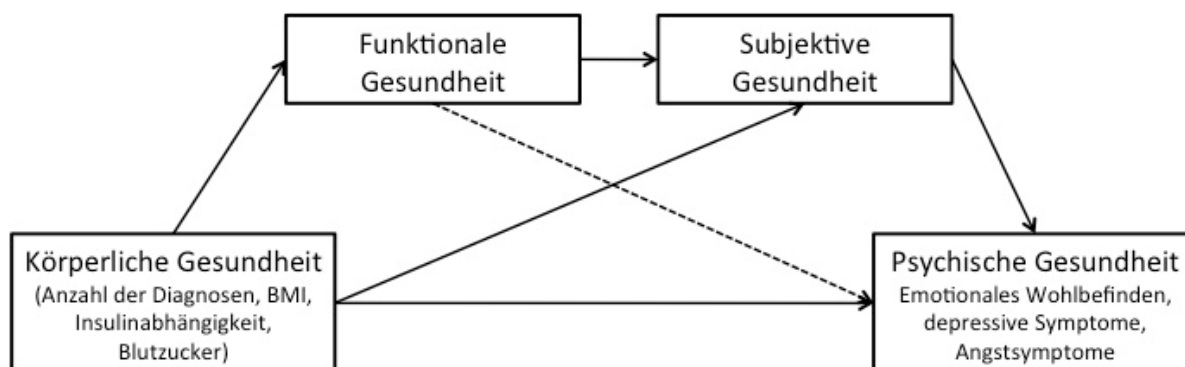 Funktionale
Gesundheit
Subjektive
Gesundheit
Körperliche Gesundheit
(Anzahl der Diagnosen, BMI,
Insulinabhängigkeit,
Blutzucker)
Psychische Gesundheit
Emotionales Wohlbefinden,
depressive Symptome,
Angstsymptome